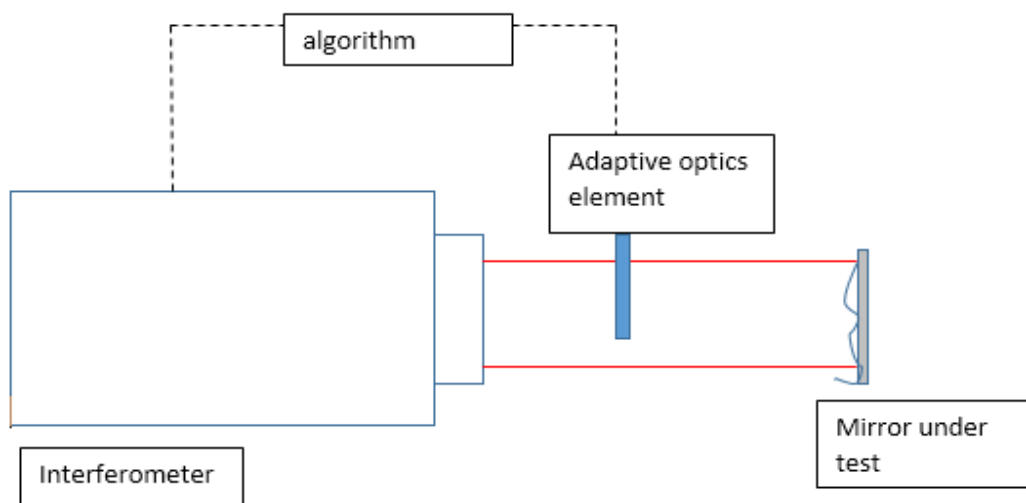 algorithm
Adaptive optics
element
Mirror under
test
Interferometer